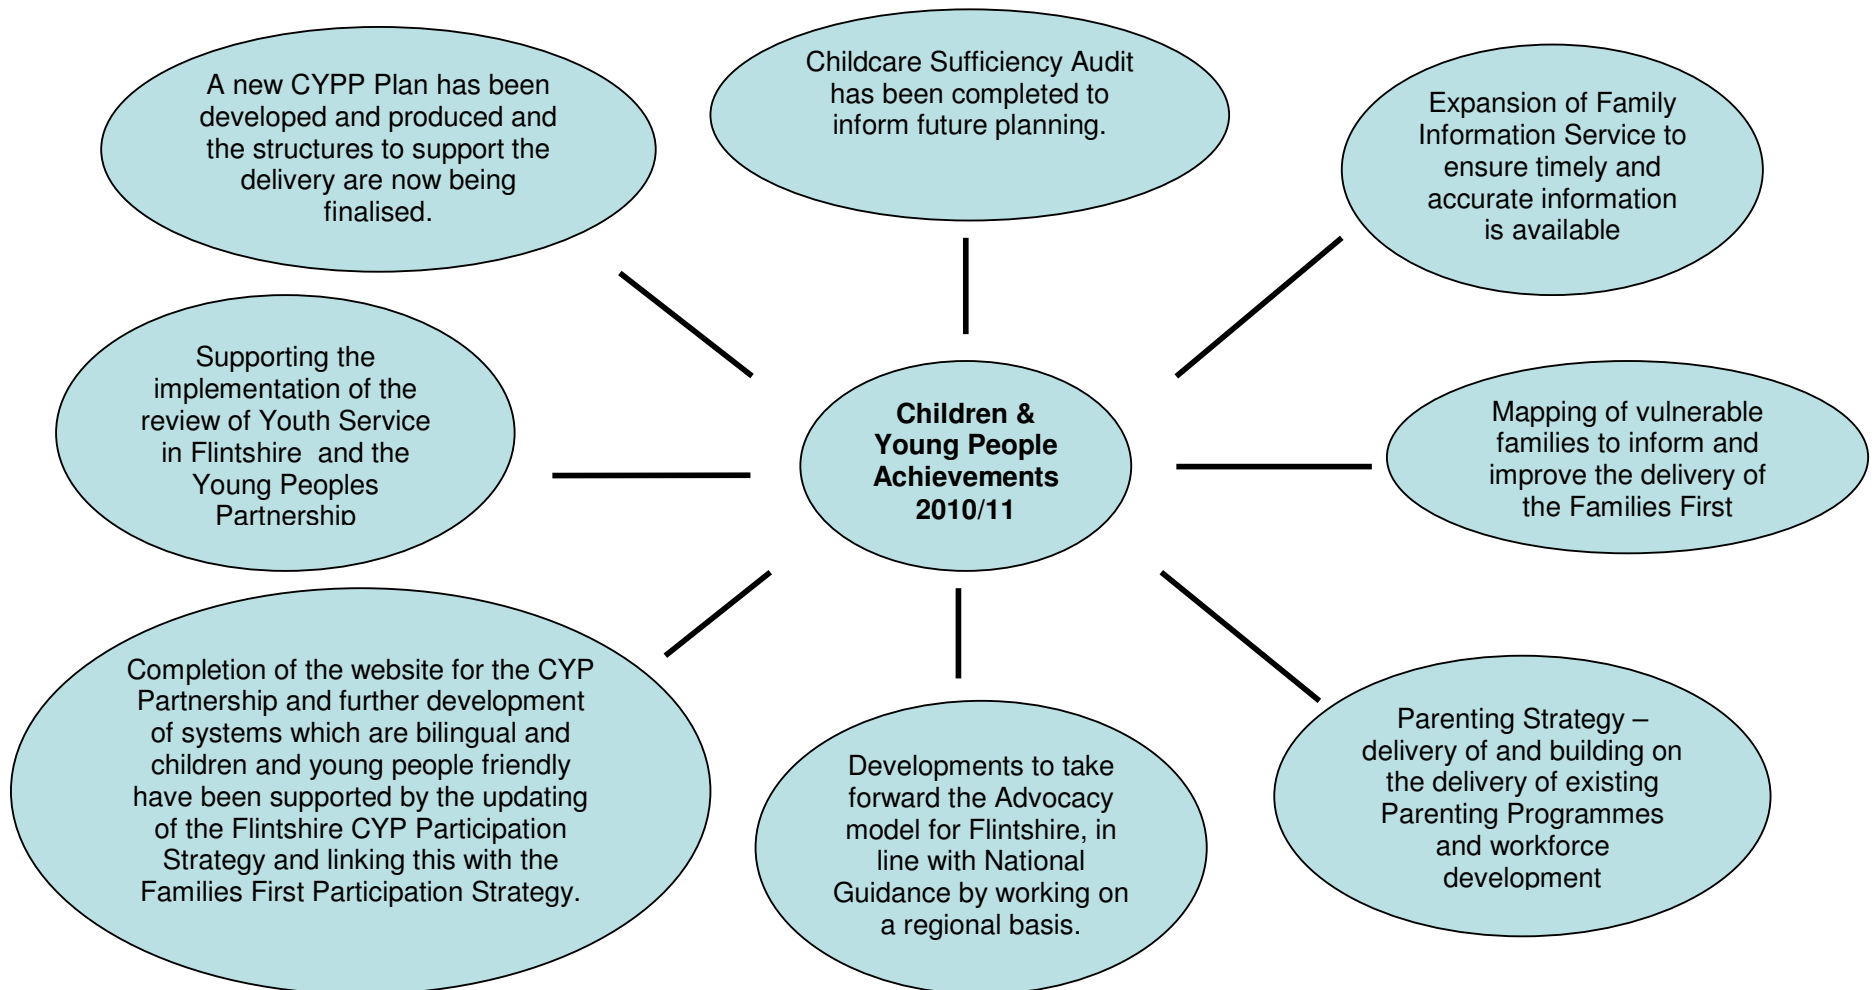 A new CYPP Plan has been
developed and produced and
the structures to support the
delivery are now being
finalised.
Childcare Sufficiency Audit
has been completed to
inform future planning.
Expansion of Family
Information Service to
ensure timely and
accurate information
is available
Supporting the
implementation of the
review of Youth Service
in Flintshire and the
Young Peoples
Partnership
Children &
Young People
Achievements
2010/11
Mapping of vulnerable
families to inform and
improve the delivery of
the Families First
Completion of the website for the CYP
Partnership and further development
of systems which are bilingual and
children and young people friendly
have been supported by the updating
of the Flintshire CYP Participation
Strategy and linking this with the
Families First Participation Strategy.
Developments to take
forward the Advocacy
model for Flintshire, in
line with National
Guidance by working on
a regional basis.
Parenting Strategy –
delivery of and building on
the delivery of existing
Parenting Programmes
and workforce
development